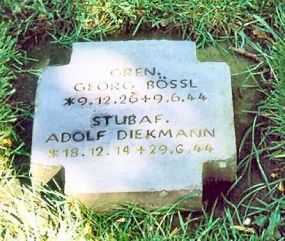 GREN.
GEORG BÖSSL
*9.12.26+9.6.44
STUBAF.
ADOLF DIEKMANN
*18.12.14+29.6.44